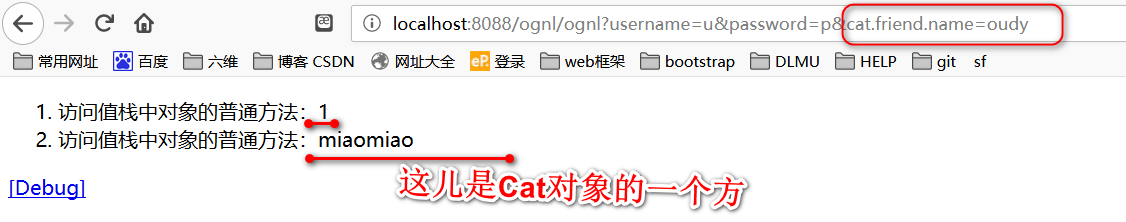 localhost:8088/ognl/ognl?username=u&password=p&cat.friend.name=oudy
常用网址 百度 六维 博客 CSDN 网址大全 eP. 登录 web框架 bootstrap DLMU HELP git sf
1. 访问值栈中对象的普通方法：1
2. 访问值栈中对象的普通方法：miaomiao
这儿是Cat对象的一个方
[Debug]